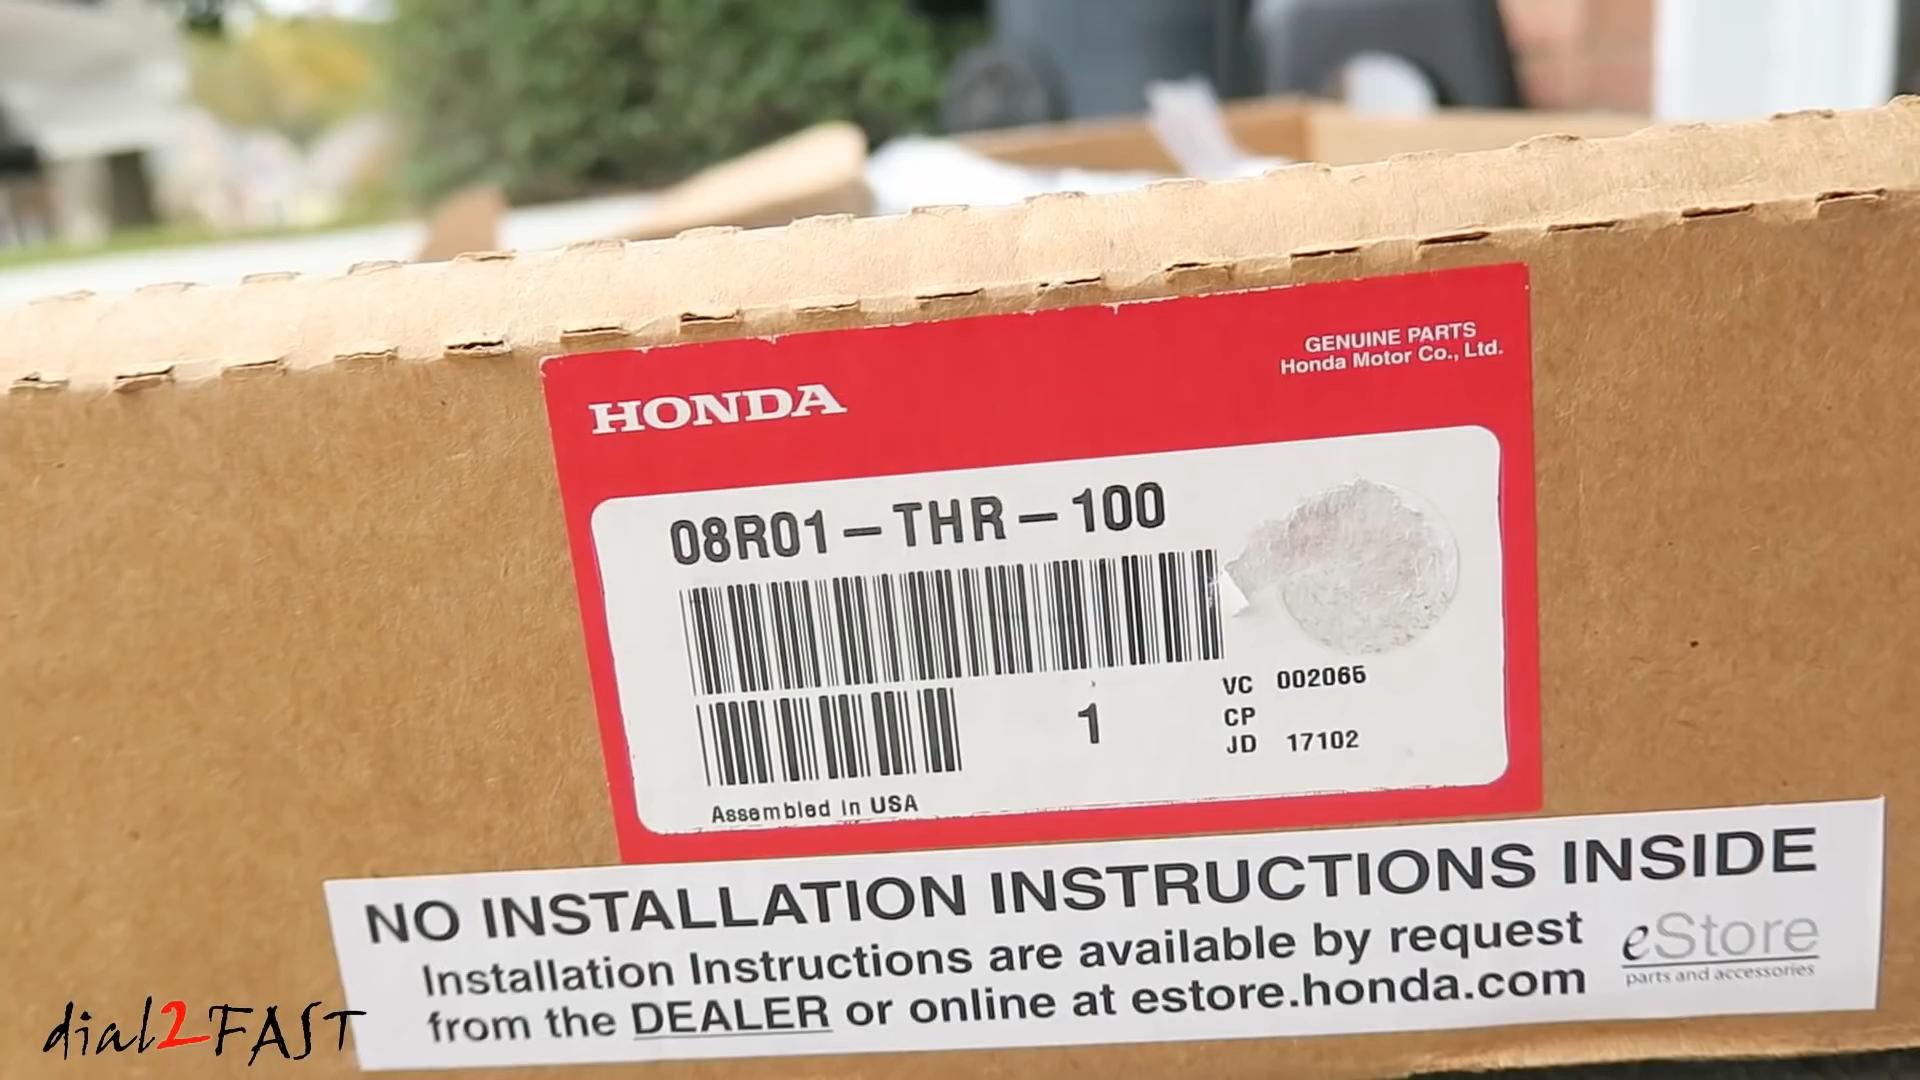 GENUINE PARTS
Honda Motor Co., Ltd.
HONDA
08R01-THR-100
1
VC 002065
CP
JD 17102
Assembled in USA
NO INSTALLATION INSTRUCTIONS INSIDE
Installation Instructions are available by request
from the DEALER or online at estore.honda.com
eStore
parts and accessories
dial2FAST